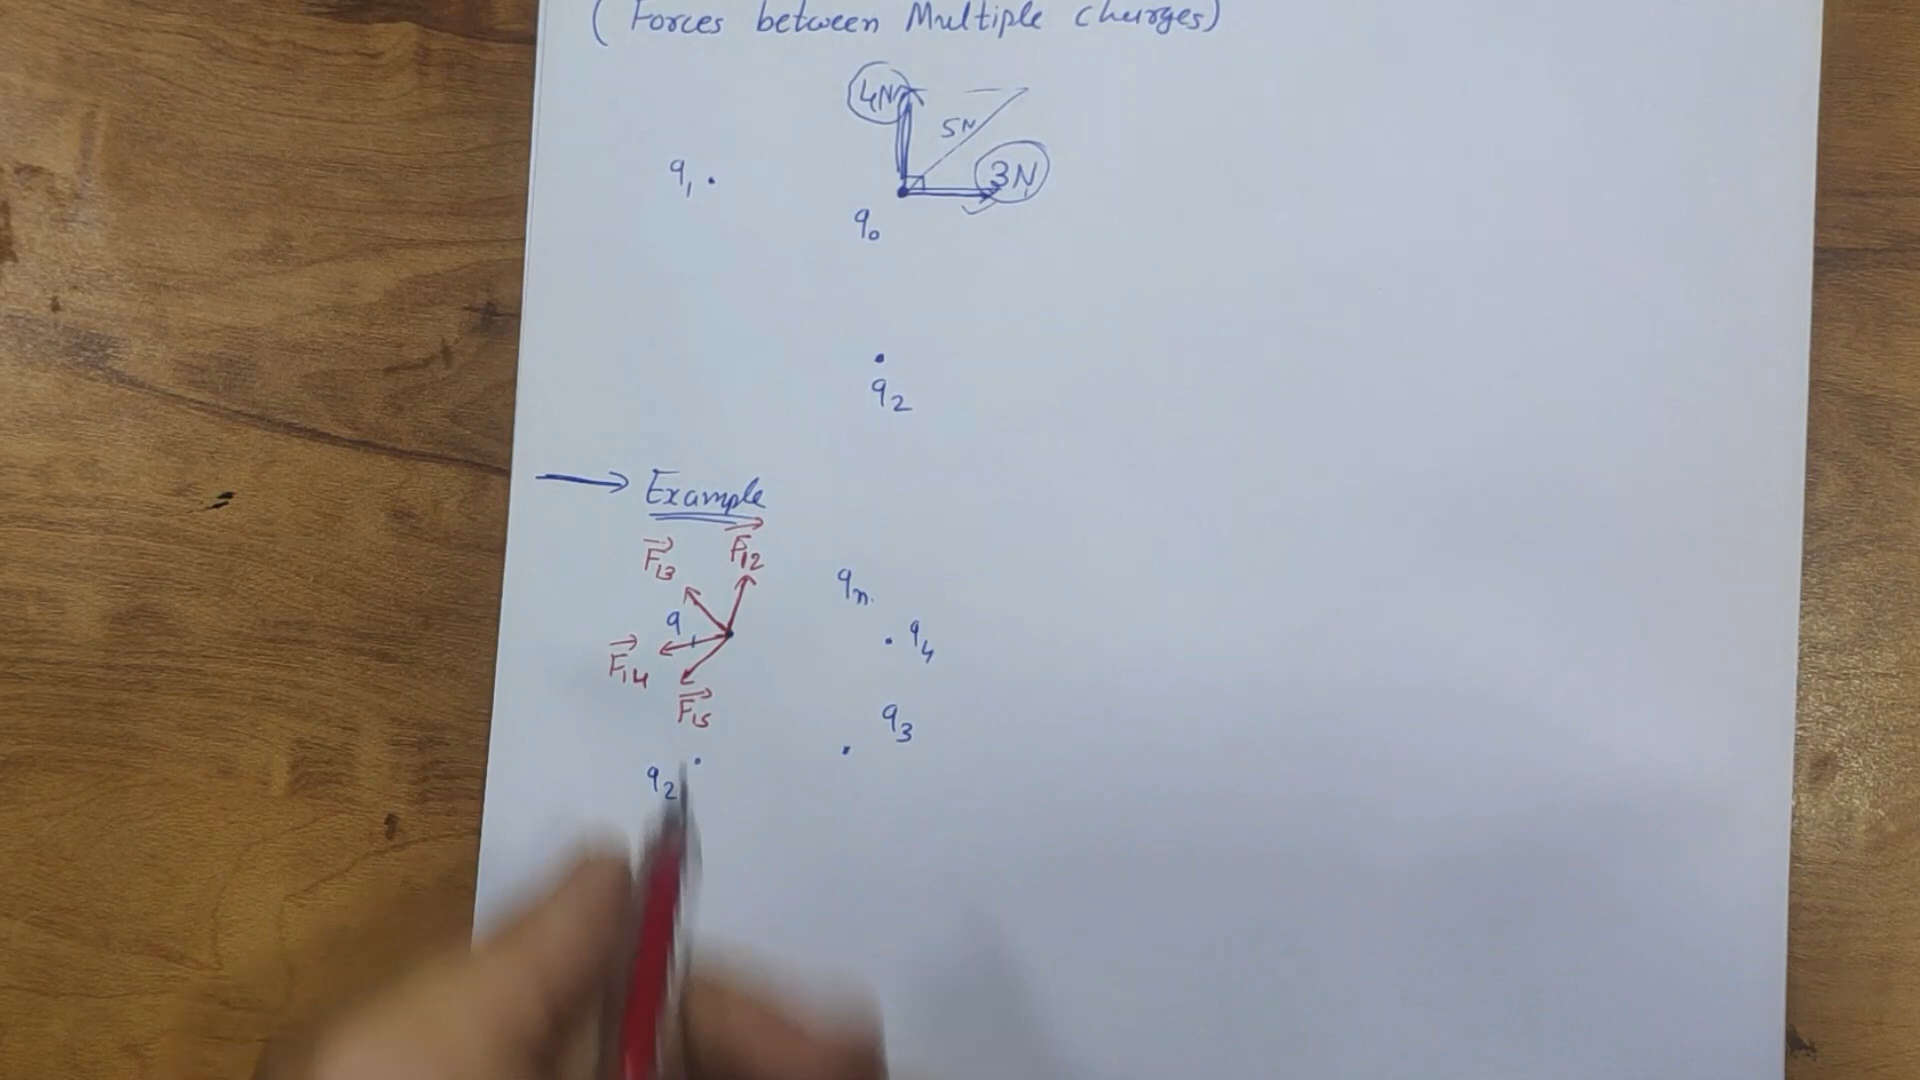 ( Forces between Multiple charges)
4N
5N
q1
3N
q0
q2
Example
F13 F12
qn
q
q4
F14
F15
q3
q2